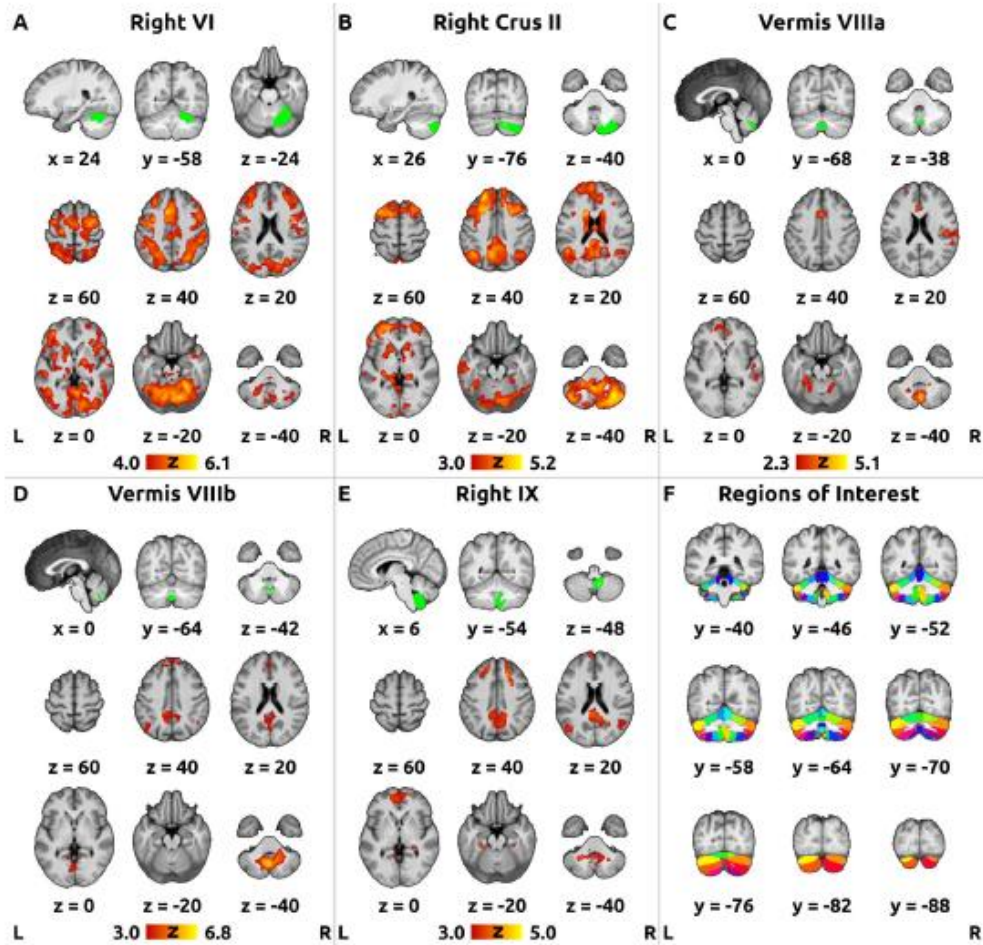 A Right VI
x = 24 y = -58 z = -24
z = 60 z = 40 z = 20
L z = 0 z = -20 z = -40 R
4.0 Z 6.1
B Right Crus II
x = 26 y = -76 z = -40
z = 60 z = 40 z = 20
L z = 0 z = -20 z = -40 R
3.0 Z 5.2
C Vermis VIIIa
x = 0 y = -68 z = -38
z = 60 z = 40 z = 20
L z = 0 z = -20 z = -40 R
2.3 Z 5.1
D Vermis VIIIb
x = 0 y = -64 z = -42
z = 60 z = 40 z = 20
z = 0 z = -20 z = -40
L 3.0 Z 6.8 R
E Right IX
x = 6 y = -54 z = -48
z = 60 z = 40 z = 20
z = 0 z = -20 z = -40
L 3.0 Z 5.0 R
F Regions of Interest
y = -40 y = -46 y = -52
y = -58 y = -64 y = -70
y = -76 y = -82 y = -88
L R